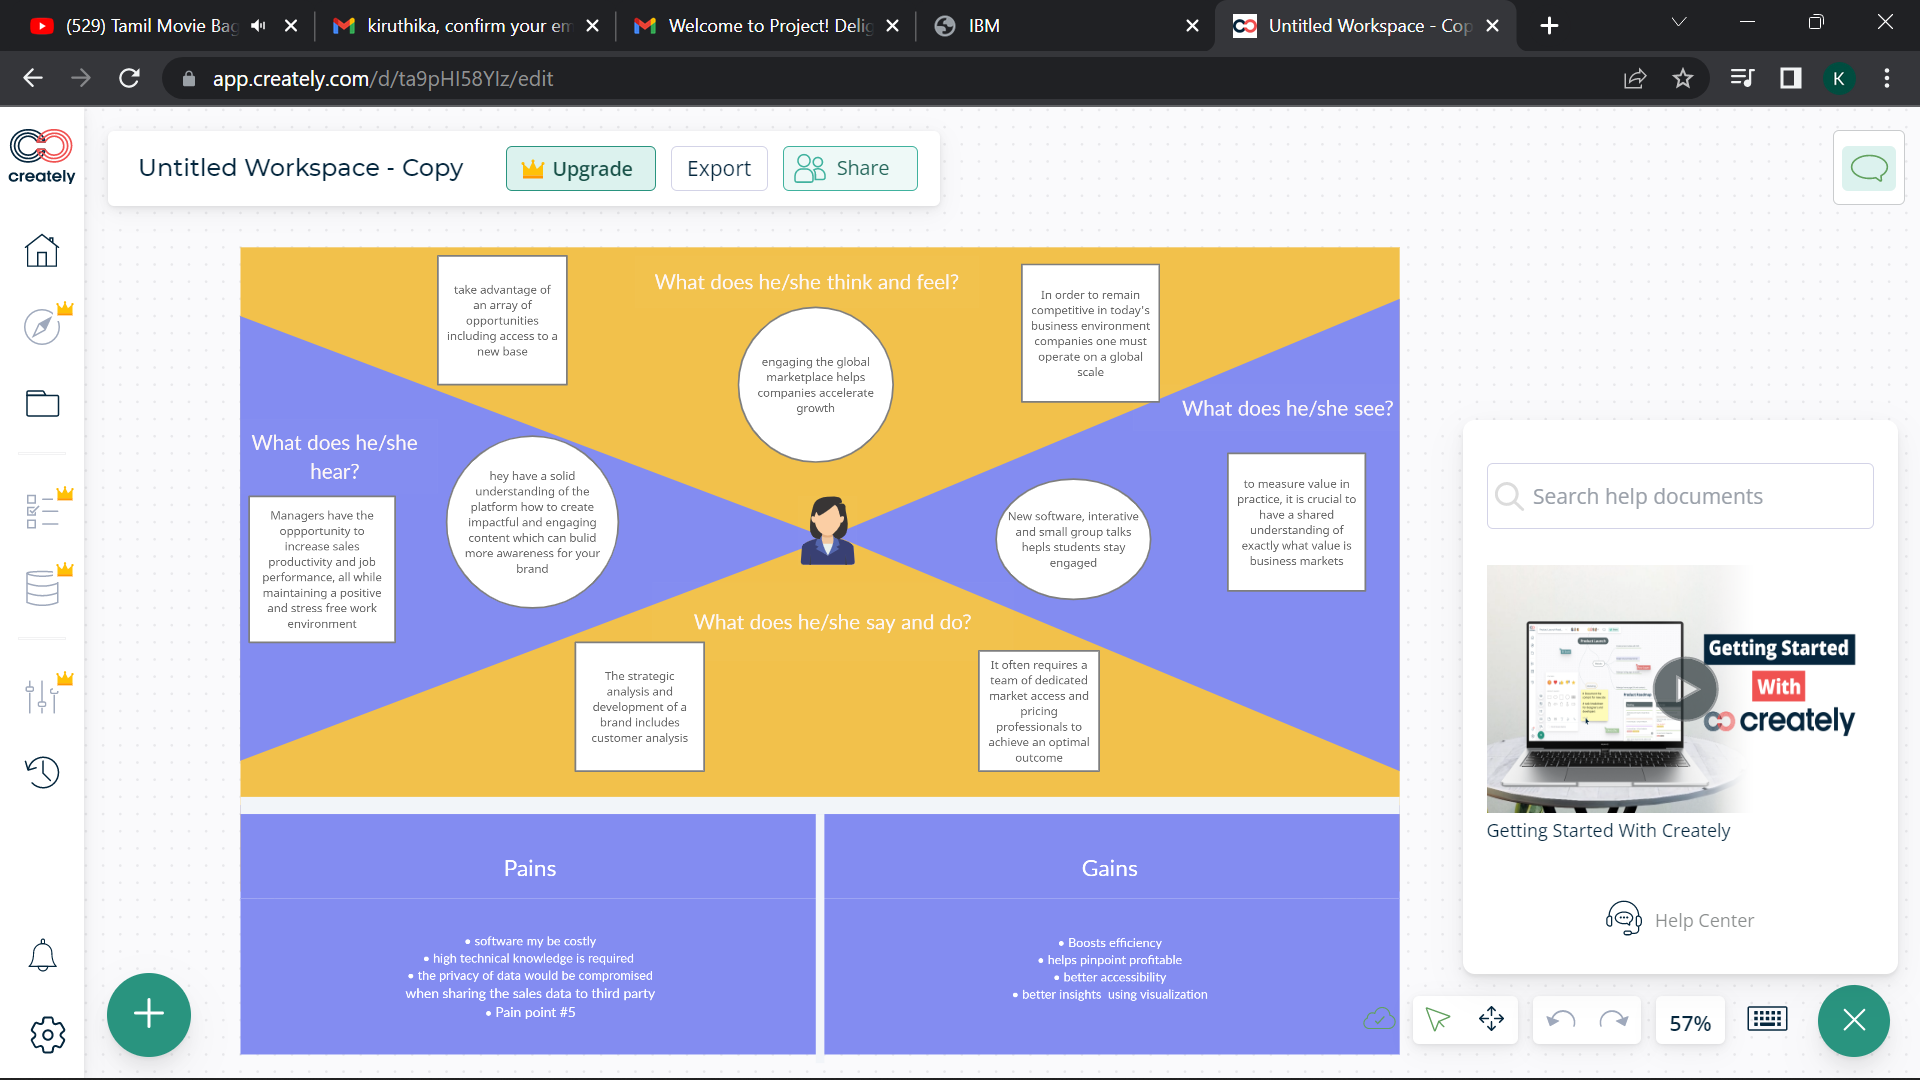 (529) Tamil Movie Bag
kiruthika, confirm your em
Welcome to Project! Delig
IBM
Untitled Workspace - Cop
app.creately.com/d/ta9pHI58YIz/edit
K
creately
Untitled Workspace - Copy
Upgrade
Export
Share
What does he/she think and feel?
take advantage of
an array of
opportunities
including access to a
new base
engaging the global
marketplace helps
companies accelerate
growth
In order to remain
competitive in today's
business environment
companies one must
operate on a global
scale
What does he/she see?
What does he/she
hear?
Managers have the
oppportunity to
increase sales
productivity and job
performance, all while
maintaining a positive
and stress free work
environment
hey have a solid
understanding of the
platform how to create
impactful and engaging
content which can bulid
more awareness for your
brand
New software, interative
and small group talks
hepls students stay
engaged
to measure value in
practice, it is crucial to
have a shared
understanding of
exactly what value is
business markets
What does he/she say and do?
The strategic
analysis and
development of a
brand includes
customer analysis
It often requires a
team of dedicated
market access and
pricing
professionals to
achieve an optimal
outcome
Pains
• software my be costly
• high technical knowledge is required
• the privacy of data would be compromised
when sharing the sales data to third party
• Pain point #5
Gains
• Boosts efficiency
• helps pinpoint profitable
• better accessibility
• better insights using visualization
Search help documents
Getting Started
With
creately
Getting Started With Creately
Help Center
57%